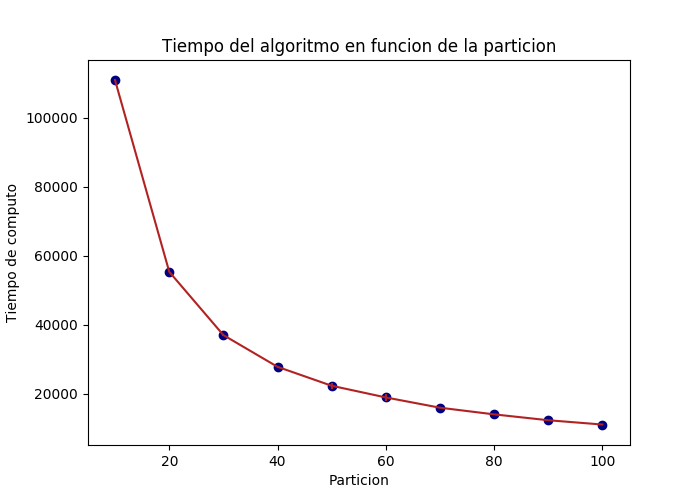 Tiempo del algoritmo en funcion de la particion
100000
80000
60000
40000
20000
Tiempo de computo
20 40 60 80 100
Particion